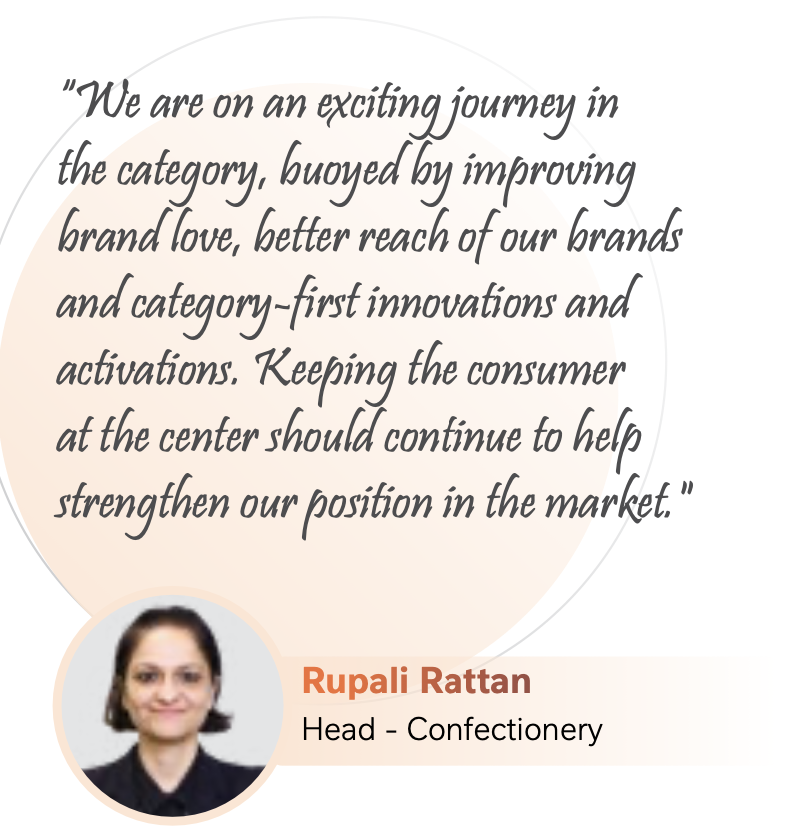 "We are on an exciting journey in
the category, buoyed by improving
brand love, better reach of our brands
and category-first innovations and
activations. Keeping the consumer
at the center should continue to help
strengthen our position in the market."
Rupali Rattan
Head - Confectionery